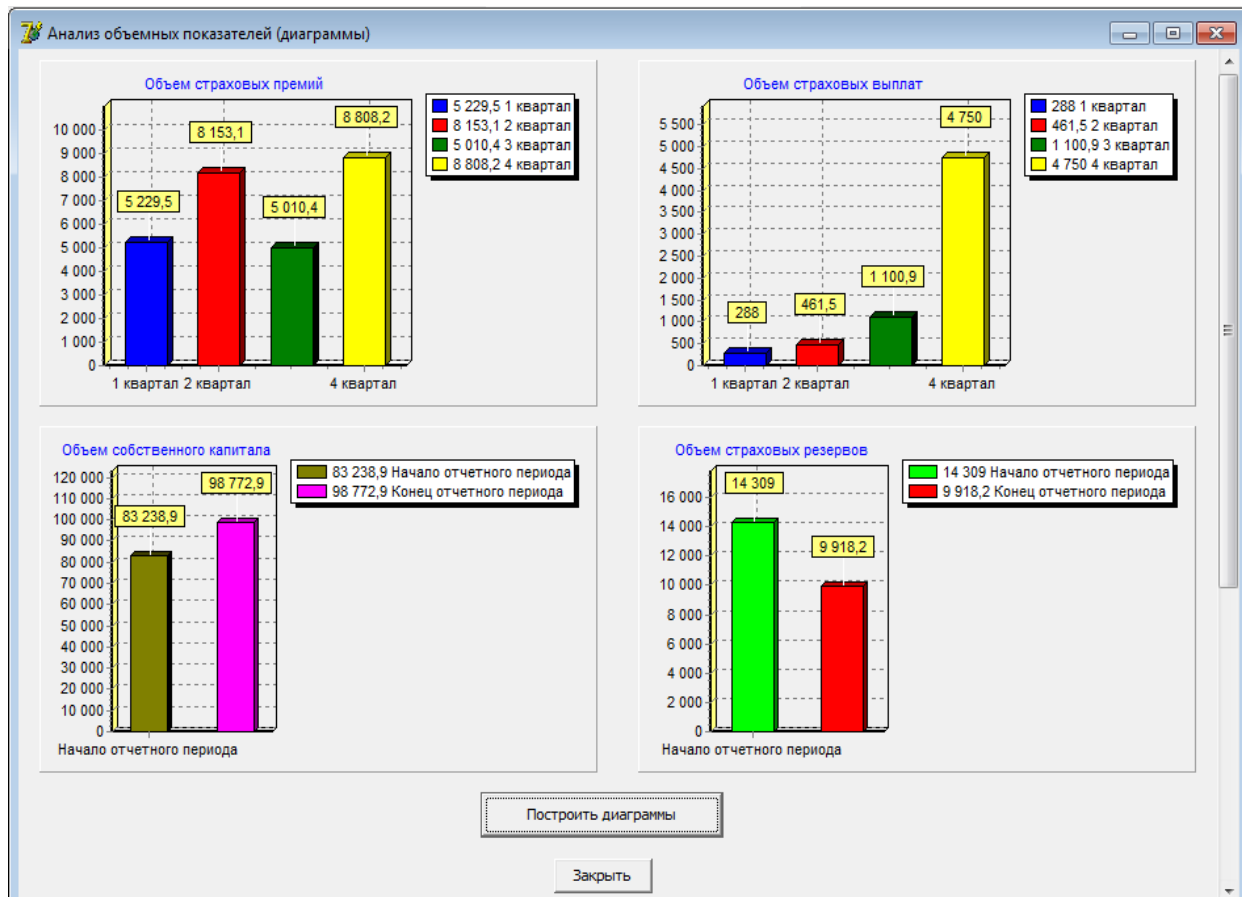 Анализ объемных показателей (диаграммы)
Объем страховых премий
10 000
9 000
8 000
7 000
6 000
5 000
4 000
3 000
2 000
1 000
0
5 229,5
8 153,1
5 010,4
8 808,2
1 квартал 2 квартал 4 квартал
5 229,5 1 квартал
8 153,1 2 квартал
5 010,4 3 квартал
8 808,2 4 квартал
Объем страховых выплат
5 500
5 000
4 500
4 000
3 500
3 000
2 500
2 000
1 500
1 000
500
0
288
461,5
1 100,9
4 750
1 квартал 2 квартал 4 квартал
288 1 квартал
461,5 2 квартал
1 100,9 3 квартал
4 750 4 квартал
Объем собственного капитала
120 000
110 000
100 000
90 000
80 000
70 000
60 000
50 000
40 000
30 000
20 000
10 000
0
83 238,9
98 772,9
Начало отчетного периода
83 238,9 Начало отчетного периода
98 772,9 Конец отчетного периода
Объем страховых резервов
16 000
14 000
12 000
10 000
8 000
6 000
4 000
2 000
0
14 309
9 918,2
Начало отчетного периода
14 309 Начало отчетного периода
9 918,2 Конец отчетного периода
Построить диаграммы
Закрыть